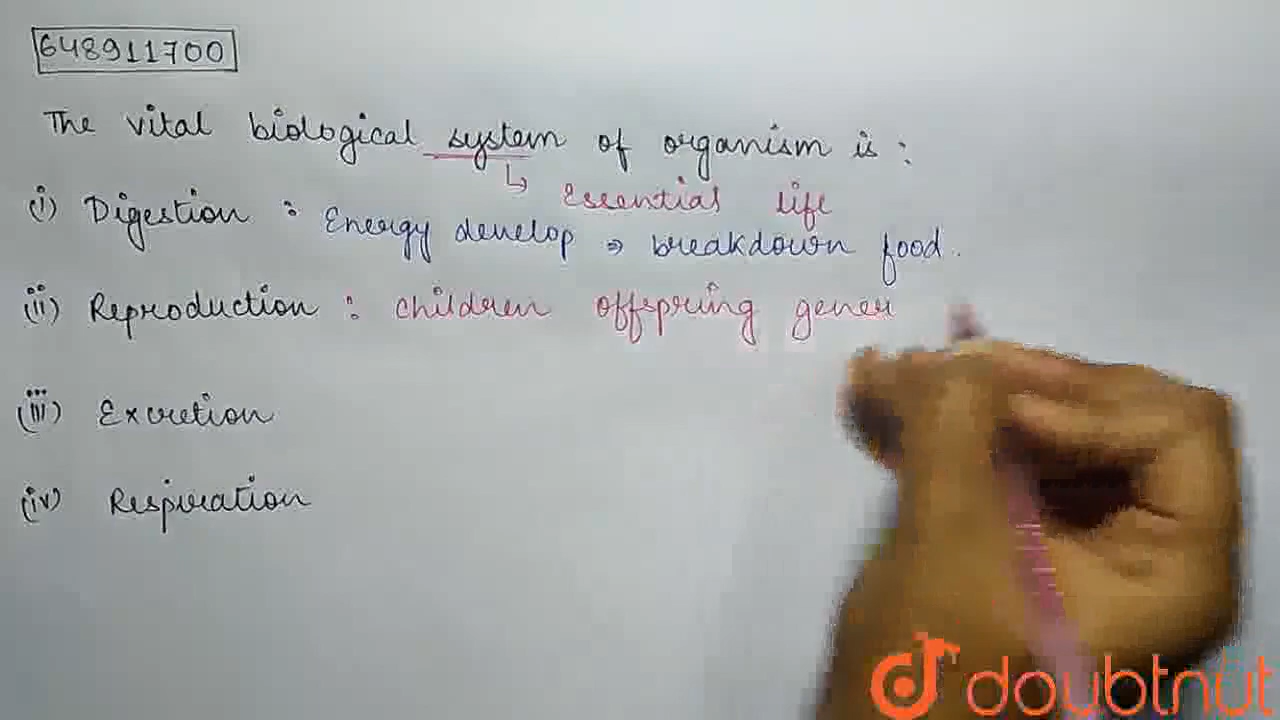 648911700
The vital biological system of organism is :
↳ Essential life
(i) Digestion : Energy develop ⇒ breakdown food.
(ii) Reproduction : children offspring gener
(iii) Excretion
(iv) Respiration
doubtnut